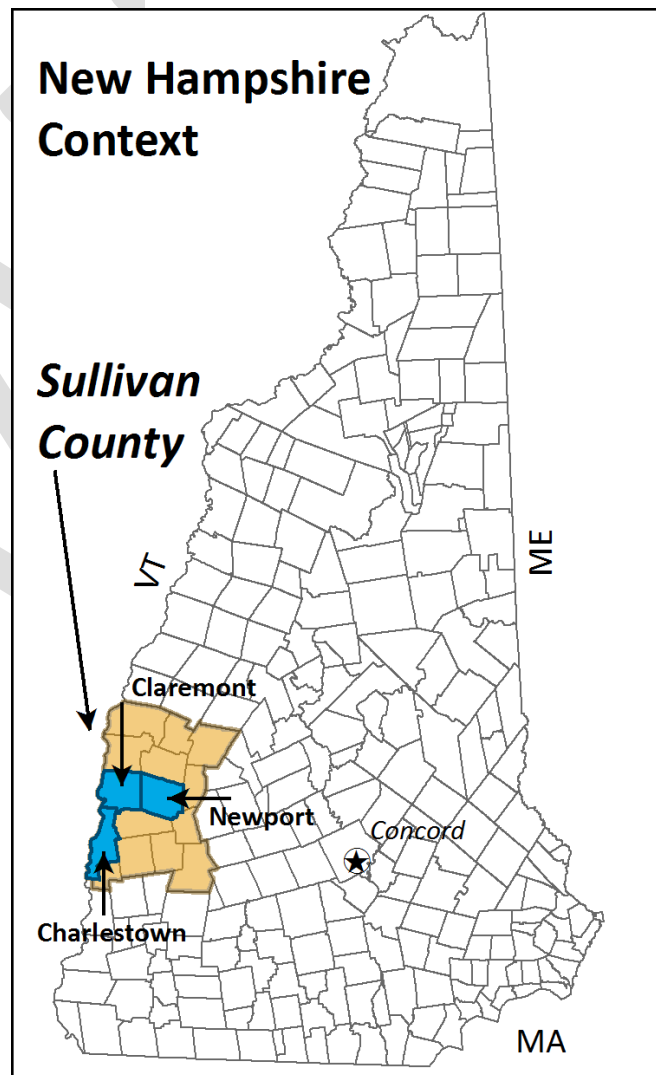 New Hampshire
Context
Sullivan
County
VT
ME
Claremont
Newport
Concord
Charlestown
MA